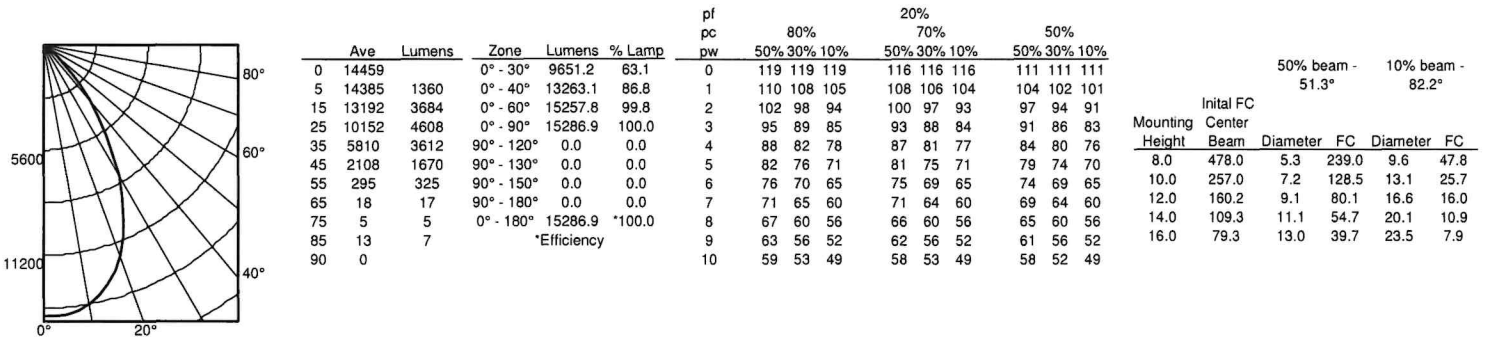 80°
60°
40°
5600
11200
0° 20°
Ave Lumens
0 14459
5 14385 1360
15 13192 3684
25 10152 4608
35 5810 3612
45 2108 1670
55 295 325
65 18 17
75 5 5
85 13 7
90 0
Zone Lumens % Lamp
0° - 30° 9651.2 63.1
0° - 40° 13263.1 86.8
0° - 60° 15257.8 99.8
0° - 90° 15286.9 100.0
90° - 120° 0.0 0.0
90° - 130° 0.0 0.0
90° - 150° 0.0 0.0
90° - 180° 0.0 0.0
0° - 180° 15286.9 *100.0
*Efficiency
pf 20%
pc 80% 70% 50%
pw 50% 30% 10% 50% 30% 10% 50% 30% 10%
0 119 119 119 116 116 116 111 111 111
1 110 108 105 108 106 104 104 102 101
2 102 98 94 100 97 93 97 94 91
3 95 89 85 93 88 84 91 86 83
4 88 82 78 87 81 77 84 80 76
5 82 76 71 81 75 71 79 74 70
6 76 70 65 75 69 65 74 69 65
7 71 65 60 71 64 60 69 64 60
8 67 60 56 66 60 56 65 60 56
9 63 56 52 62 56 52 61 56 52
10 59 53 49 58 53 49 58 52 49
50% beam - 10% beam -
51.3° 82.2°
Inital FC
Mounting Center
Height Beam Diameter FC Diameter FC
8.0 478.0 5.3 239.0 9.6 47.8
10.0 257.0 7.2 128.5 13.1 25.7
12.0 160.2 9.1 80.1 16.6 16.0
14.0 109.3 11.1 54.7 20.1 10.9
16.0 79.3 13.0 39.7 23.5 7.9